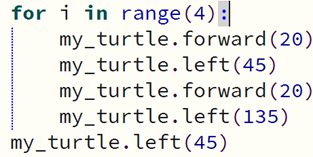 for i in range(4):
    my_turtle.forward(20)
    my_turtle.left(45)
    my_turtle.forward(20)
    my_turtle.left(135)
my_turtle.left(45)